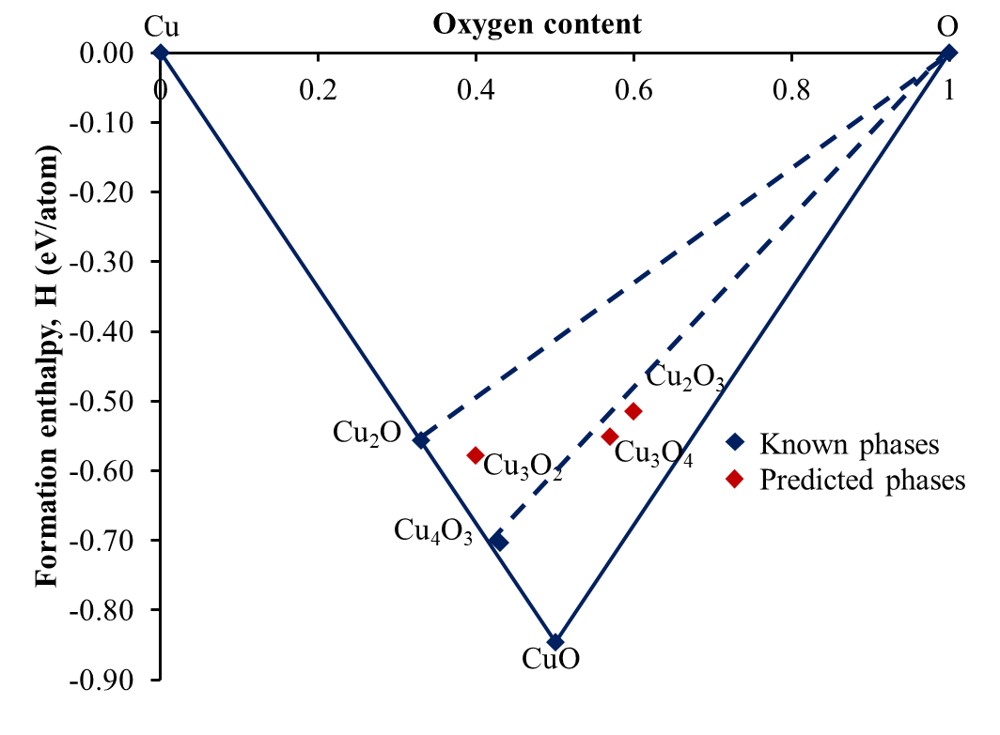 Oxygen content
Cu
O
0.00
0
0.2
0.4
0.6
0.8
1
-0.10
-0.20
-0.30
-0.40
-0.50
-0.60
-0.70
-0.80
-0.90
Formation enthalpy, H (eV/atom)
Cu₂O₃
Cu₂O
Cu₃O₂
Cu₃O₄
Cu₄O₃
CuO
Known phases
Predicted phases